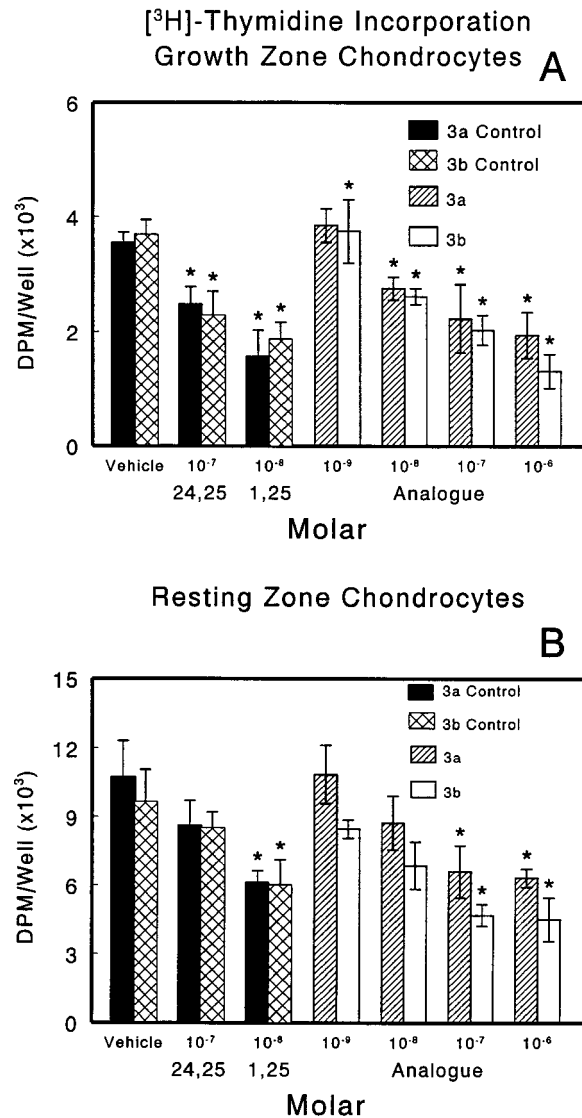 [³H]-Thymidine Incorporation
Growth Zone Chondrocytes
A
6
4
2
0
DPM/Well (x10³)
3a Control
3b Control
3a
3b
* * * * * * * * * * *
Vehicle 10⁻⁷ 10⁻⁸ 10⁻⁹ 10⁻⁸ 10⁻⁷ 10⁻⁶
24,25 1,25 Analogue
Molar
Resting Zone Chondrocytes
B
15
12
9
6
3
0
DPM/Well (x10³)
3a Control
3b Control
3a
3b
* * * * * *
Vehicle 10⁻⁷ 10⁻⁸ 10⁻⁹ 10⁻⁸ 10⁻⁷ 10⁻⁶
24,25 1,25 Analogue
Molar